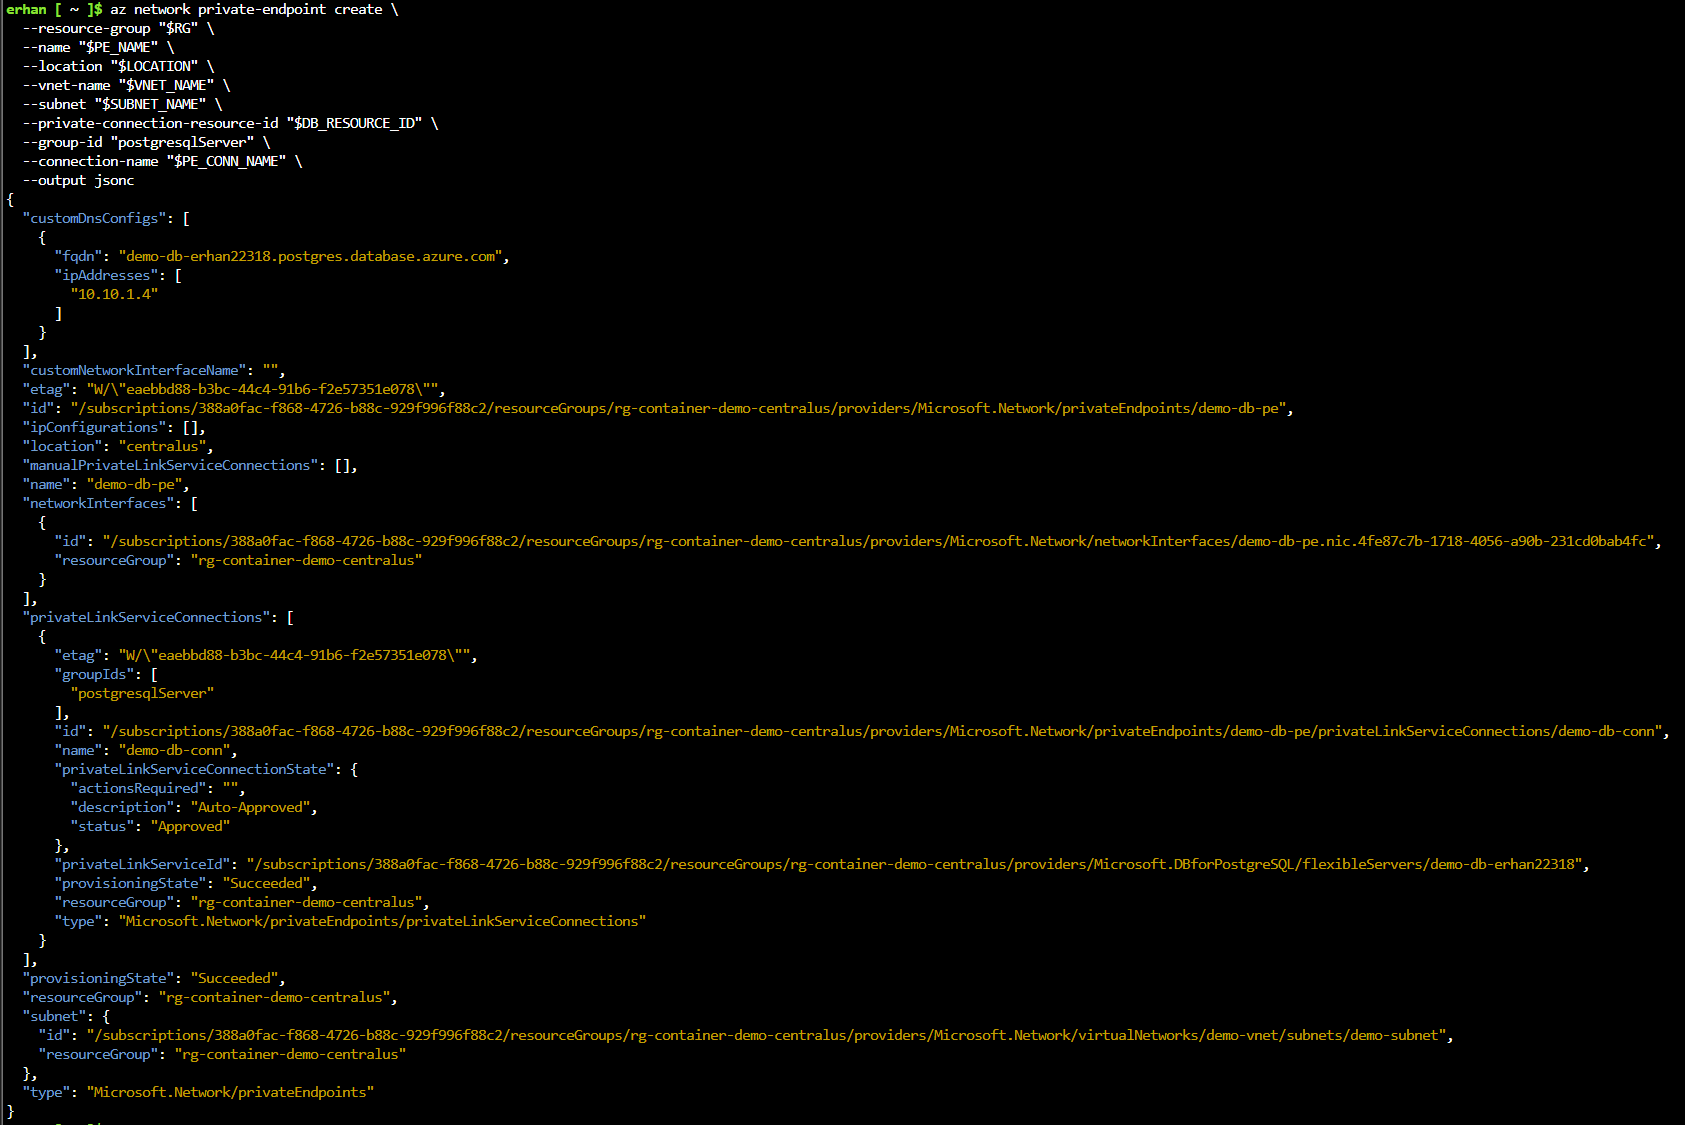 erhan [ ~ ]$ az network private-endpoint create \
  --resource-group "$RG" \
  --name "$PE_NAME" \
  --location "$LOCATION" \
  --vnet-name "$VNET_NAME" \
  --subnet "$SUBNET_NAME" \
  --private-connection-resource-id "$DB_RESOURCE_ID" \
  --group-id "postgresqlServer" \
  --connection-name "$PE_CONN_NAME" \
  --output jsonc
{
  "customDnsConfigs": [
    {
      "fqdn": "demo-db-erhan22318.postgres.database.azure.com",
      "ipAddresses": [
        "10.10.1.4"
      ]
    }
  ],
  "customNetworkInterfaceName": "",
  "etag": "W/\"eaebbd88-b3bc-44c4-91b6-f2e57351e078\"",
  "id": "/subscriptions/388a0fac-f868-4726-b88c-929f996f88c2/resourceGroups/rg-container-demo-centralus/providers/Microsoft.Network/privateEndpoints/demo-db-pe",
  "ipConfigurations": [],
  "location": "centralus",
  "manualPrivateLinkServiceConnections": [],
  "name": "demo-db-pe",
  "networkInterfaces": [
    {
      "id": "/subscriptions/388a0fac-f868-4726-b88c-929f996f88c2/resourceGroups/rg-container-demo-centralus/providers/Microsoft.Network/networkInterfaces/demo-db-pe.nic.4fe87c7b-1718-4056-a90b-231cd0bab4fc",
      "resourceGroup": "rg-container-demo-centralus"
    }
  ],
  "privateLinkServiceConnections": [
    {
      "etag": "W/\"eaebbd88-b3bc-44c4-91b6-f2e57351e078\"",
      "groupIds": [
        "postgresqlServer"
      ],
      "id": "/subscriptions/388a0fac-f868-4726-b88c-929f996f88c2/resourceGroups/rg-container-demo-centralus/providers/Microsoft.Network/privateEndpoints/demo-db-pe/privateLinkServiceConnections/demo-db-conn",
      "name": "demo-db-conn",
      "privateLinkServiceConnectionState": {
        "actionsRequired": "",
        "description": "Auto-Approved",
        "status": "Approved"
      },
      "privateLinkServiceId": "/subscriptions/388a0fac-f868-4726-b88c-929f996f88c2/resourceGroups/rg-container-demo-centralus/providers/Microsoft.DBforPostgreSQL/flexibleServers/demo-db-erhan22318",
      "provisioningState": "Succeeded",
      "resourceGroup": "rg-container-demo-centralus",
      "type": "Microsoft.Network/privateEndpoints/privateLinkServiceConnections"
    }
  ],
  "provisioningState": "Succeeded",
  "resourceGroup": "rg-container-demo-centralus",
  "subnet": {
    "id": "/subscriptions/388a0fac-f868-4726-b88c-929f996f88c2/resourceGroups/rg-container-demo-centralus/providers/Microsoft.Network/virtualNetworks/demo-vnet/subnets/demo-subnet",
    "resourceGroup": "rg-container-demo-centralus"
  },
  "type": "Microsoft.Network/privateEndpoints"
}